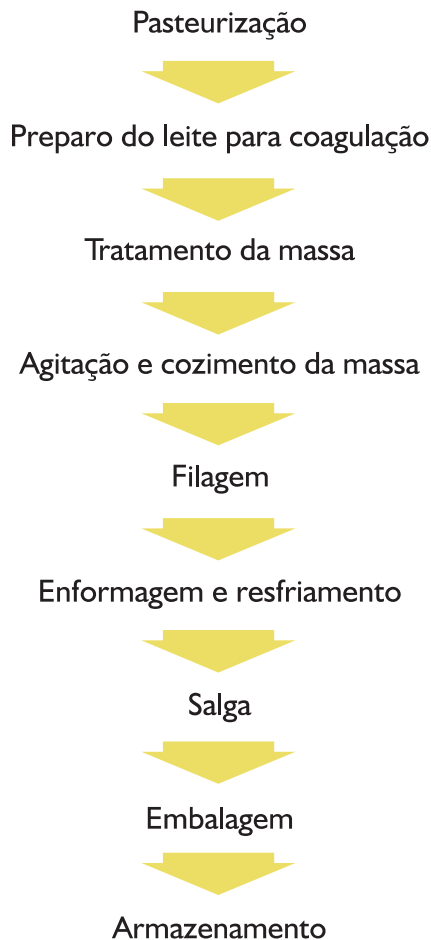 Pasteurização
Preparo do leite para coagulação
Tratamento da massa
Agitação e cozimento da massa
Filagem
Enformagem e resfriamento
Salga
Embalagem
Armazenamento